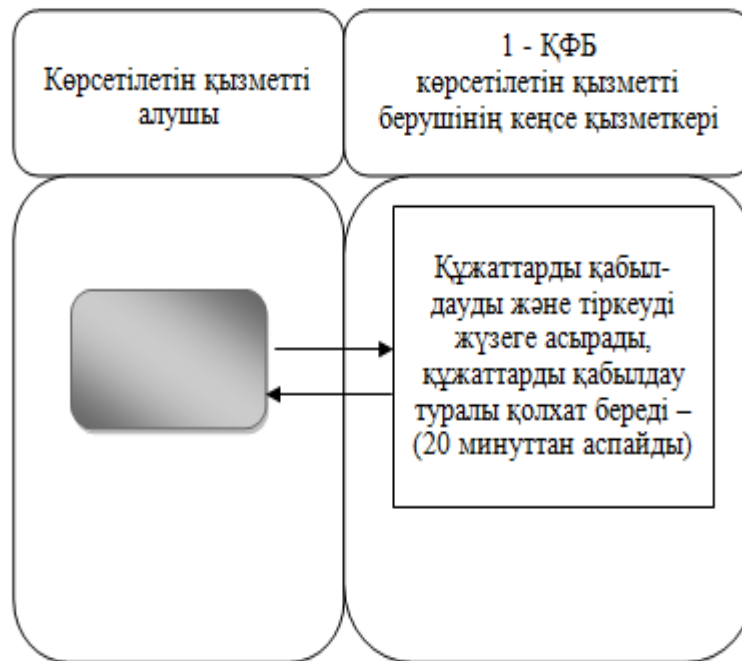 Көрсетілетін қызметті
алушы
1 - ҚФБ
көрсетілетін қызметті
берушінің кеңсе қызметкері
Құжаттарды қабыл-
дауды және тіркеуді
жүзеге асырады,
құжаттарды қабылдау
туралы қолхат береді –
(20 минуттан аспайды)